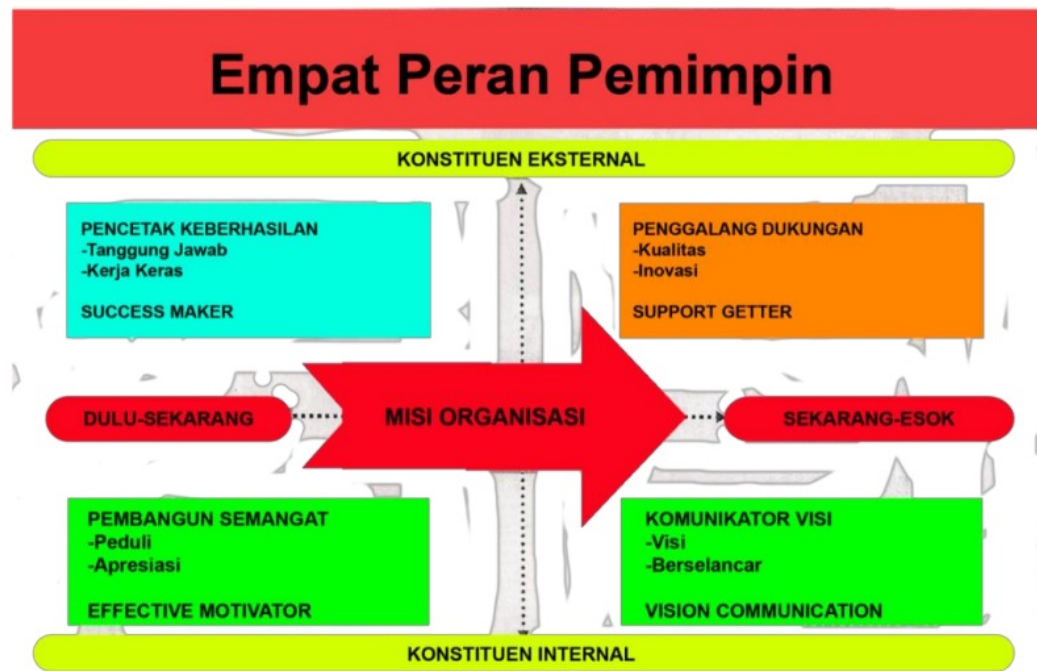 Empat Peran Pemimpin
KONSTITUEN EKSTERNAL
PENCETAK KEBERHASILAN
-Tanggung Jawab
-Kerja Keras
SUCCESS MAKER
PENGGALANG DUKUNGAN
-Kualitas
-Inovasi
SUPPORT GETTER
DULU-SEKARANG
MISI ORGANISASI
SEKARANG-ESOK
PEMBANGUN SEMANGAT
-Peduli
-Apresiasi
EFFECTIVE MOTIVATOR
KOMUNIKATOR VISI
-Visi
-Berselancar
VISION COMMUNICATION
KONSTITUEN INTERNAL